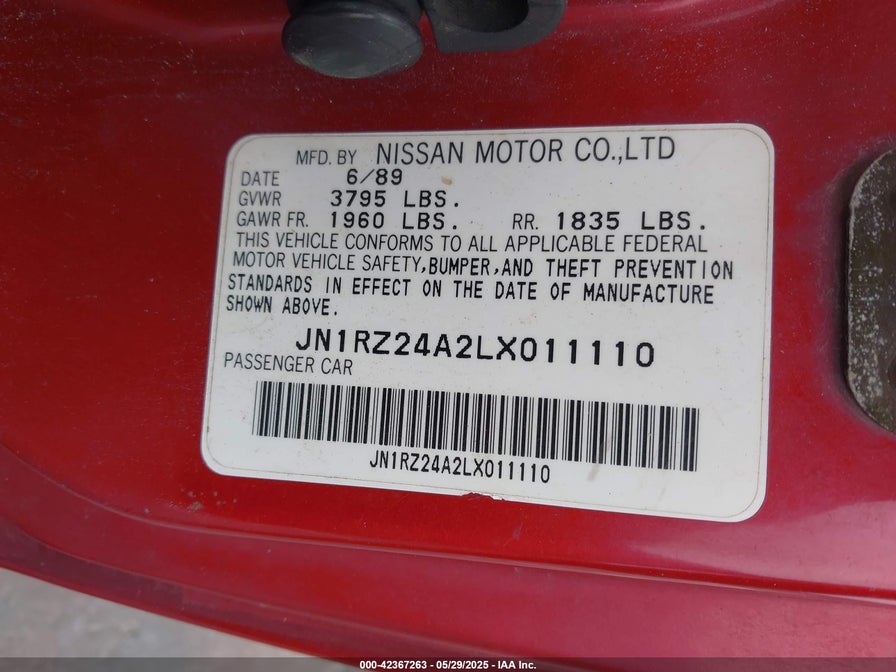 MFD. BY NISSAN MOTOR CO.,LTD
DATE 6/89
GVWR 3795 LBS.
GAWR FR. 1960 LBS. RR. 1835 LBS.
THIS VEHICLE CONFORMS TO ALL APPLICABLE FEDERAL
MOTOR VEHICLE SAFETY,BUMPER,AND THEFT PREVENTION
STANDARDS IN EFFECT ON THE DATE OF MANUFACTURE
SHOWN ABOVE.
JN1RZ24A2LX011110
PASSENGER CAR
JN1RZ24A2LX011110
000-42367263 - 05/29/2025 - IAA Inc.